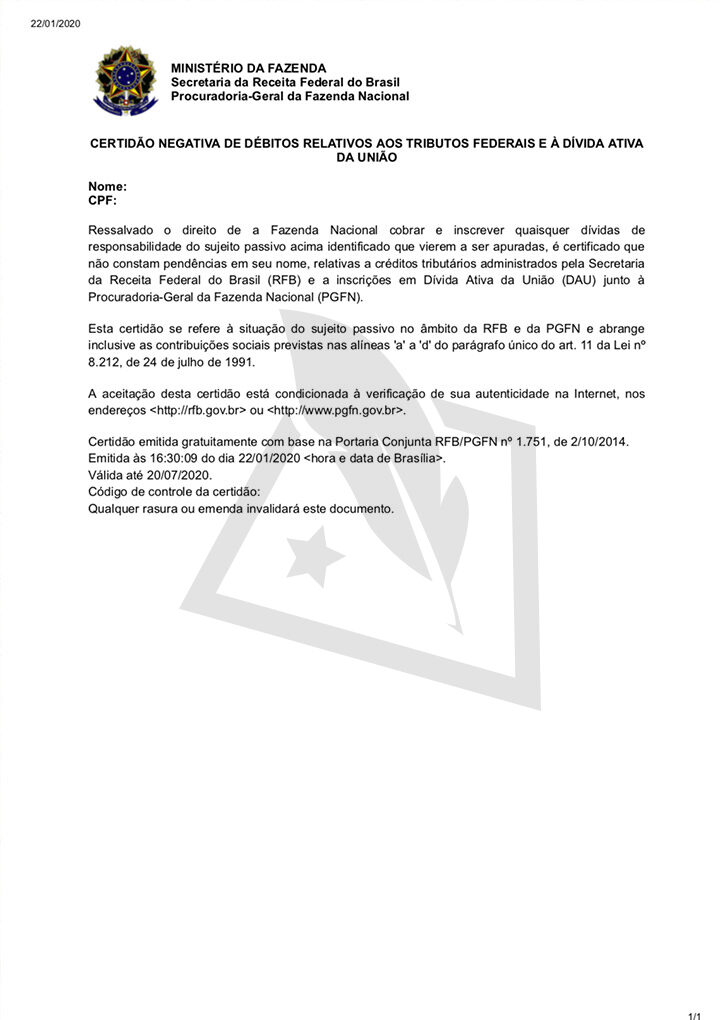 22/01/2020
MINISTÉRIO DA FAZENDA
Secretaria da Receita Federal do Brasil
Procuradoria-Geral da Fazenda Nacional
CERTIDÃO NEGATIVA DE DÉBITOS RELATIVOS AOS TRIBUTOS FEDERAIS E À DÍVIDA ATIVA
DA UNIÃO
Nome:
CPF:
Ressalvado o direito de a Fazenda Nacional cobrar e inscrever quaisquer dívidas de
responsabilidade do sujeito passivo acima identificado que vierem a ser apuradas, é certificado que
não constam pendências em seu nome, relativas a créditos tributários administrados pela Secretaria
da Receita Federal do Brasil (RFB) e a inscrições em Dívida Ativa da União (DAU) junto à
Procuradoria-Geral da Fazenda Nacional (PGFN).
Esta certidão se refere à situação do sujeito passivo no âmbito da RFB e da PGFN e abrange
inclusive as contribuições sociais previstas nas alíneas 'a' a 'd' do parágrafo único do art. 11 da Lei nº
8.212, de 24 de julho de 1991.
A aceitação desta certidão está condicionada à verificação de sua autenticidade na Internet, nos
endereços <http://rfb.gov.br> ou <http://www.pgfn.gov.br>.
Certidão emitida gratuitamente com base na Portaria Conjunta RFB/PGFN nº 1.751, de 2/10/2014.
Emitida às 16:30:09 do dia 22/01/2020 <hora e data de Brasília>.
Válida até 20/07/2020.
Código de controle da certidão:
Qualquer rasura ou emenda invalidará este documento.
1/1